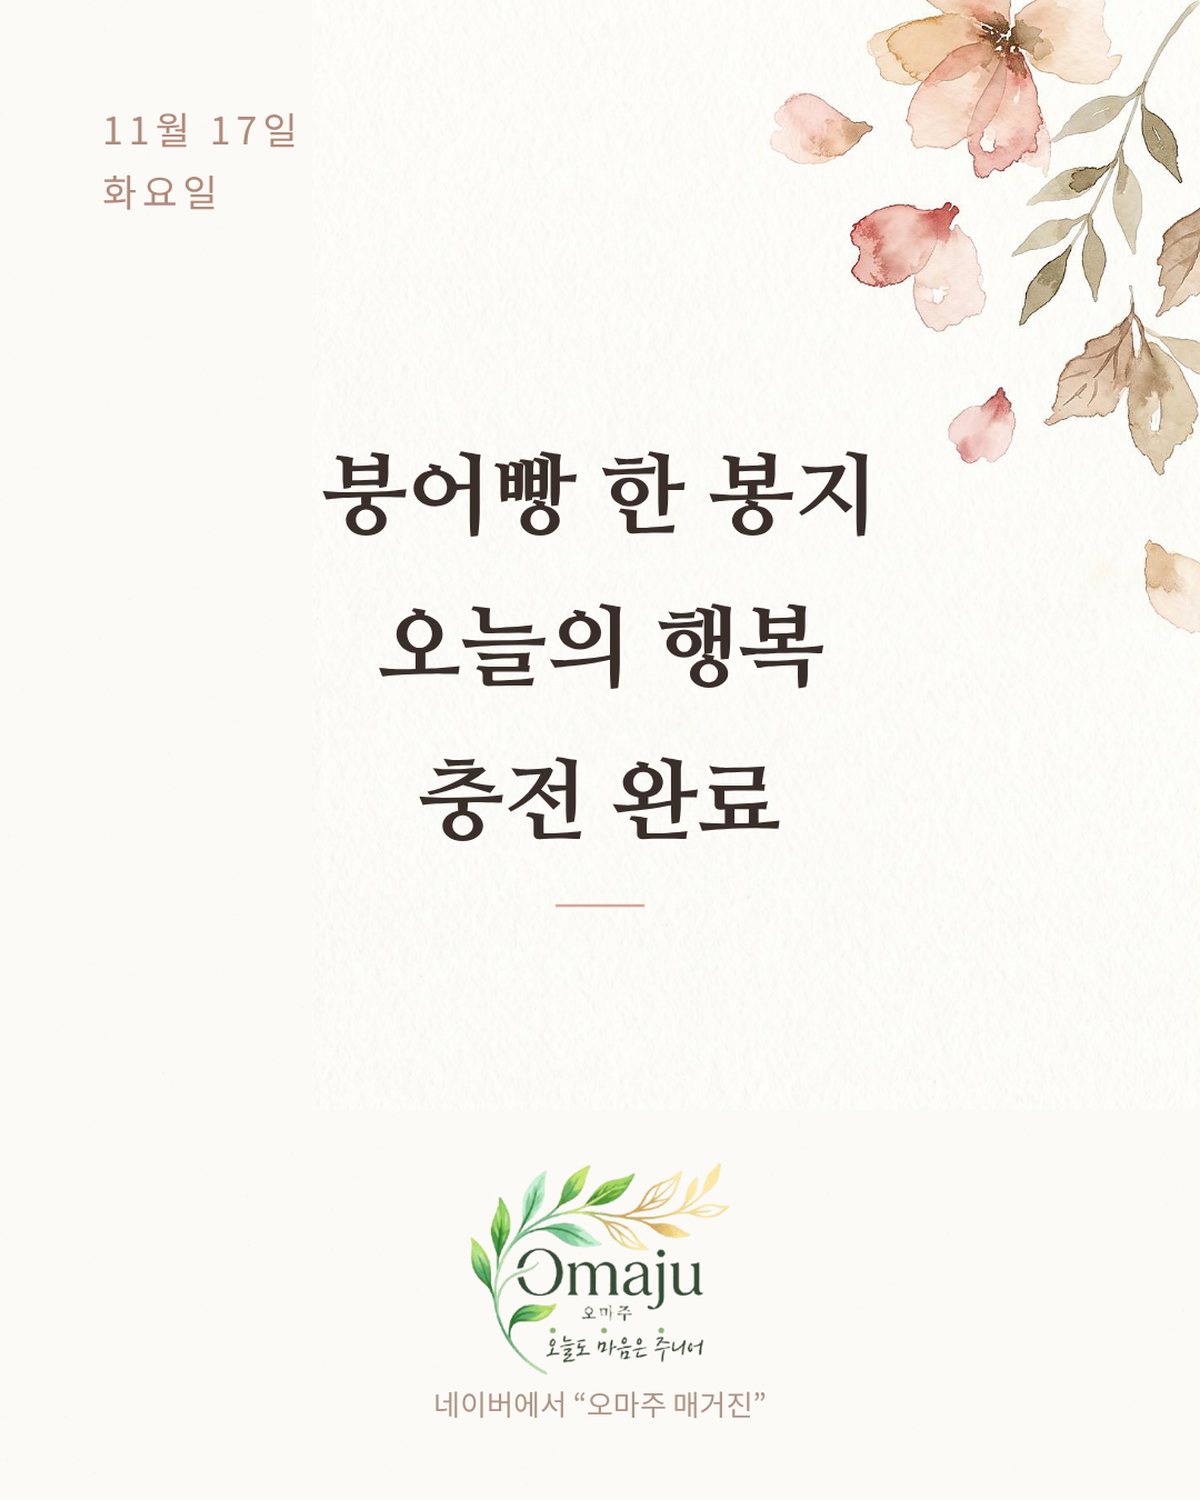 11월 17일
화요일
붕어빵 한 봉지
오늘의 행복
충전 완료
Omaju
오마주
오늘도 마음은 주니어
네이버에서 “오마주 매거진”